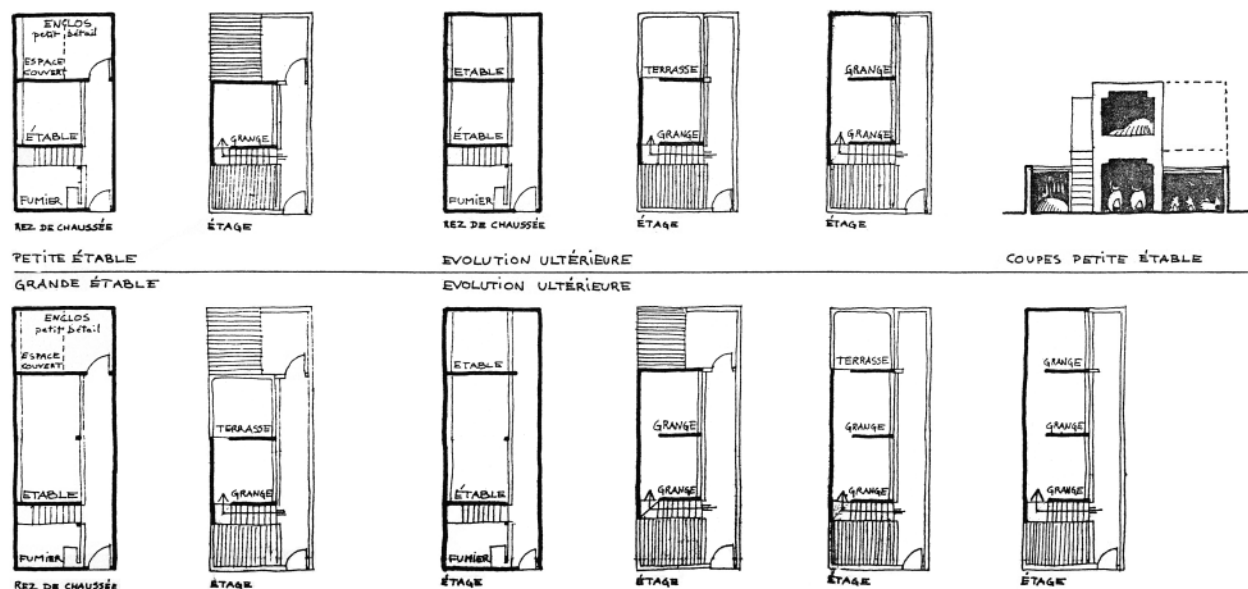 ENCLOS
petit bétail
ESPACE
COUVERT
ÉTABLE
FUMIER
REZ DE CHAUSSÉE
GRANGE
ÉTAGE
ETABLE
ÉTABLE
FUMIER
REZ DE CHAUSSÉE
TERRASSE
GRANGE
ÉTAGE
GRANGE
GRANGE
ÉTAGE
PETITE ÉTABLE
EVOLUTION ULTÉRIEURE
COUPES PETITE ÉTABLE
GRANDE ÉTABLE
EVOLUTION ULTÉRIEURE
ENCLOS
petit bétail
ESPACE
COUVERT
ETABLE
FUMIER
REZ DE CHAUSSÉE
TERRASSE
GRANGE
ÉTAGE
ETABLE
ÉTABLE
FUMIER
ÉTAGE
GRANGE
GRANGE
ÉTAGE
TERRASSE
GRANGE
GRANGE
ÉTAGE
GRANGE
GRANGE
GRANGE
ÉTAGE